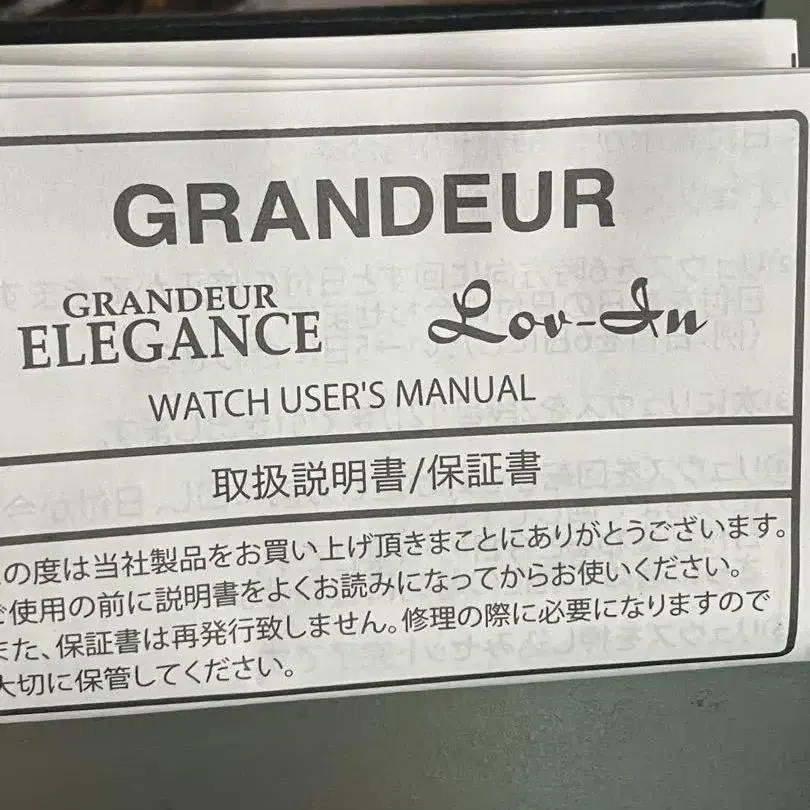 GRANDEUR
GRANDEUR
ELEGANCE
Lov-In
WATCH USER'S MANUAL
取扱説明書/保証書
の度は当社製品をお買い上げ頂きまことにありがとうございます。
使用の前に説明書をよくお読みになってからお使いください。
また、保証書は再発行致しません。修理の際に必要になりますので
大切に保管してください。